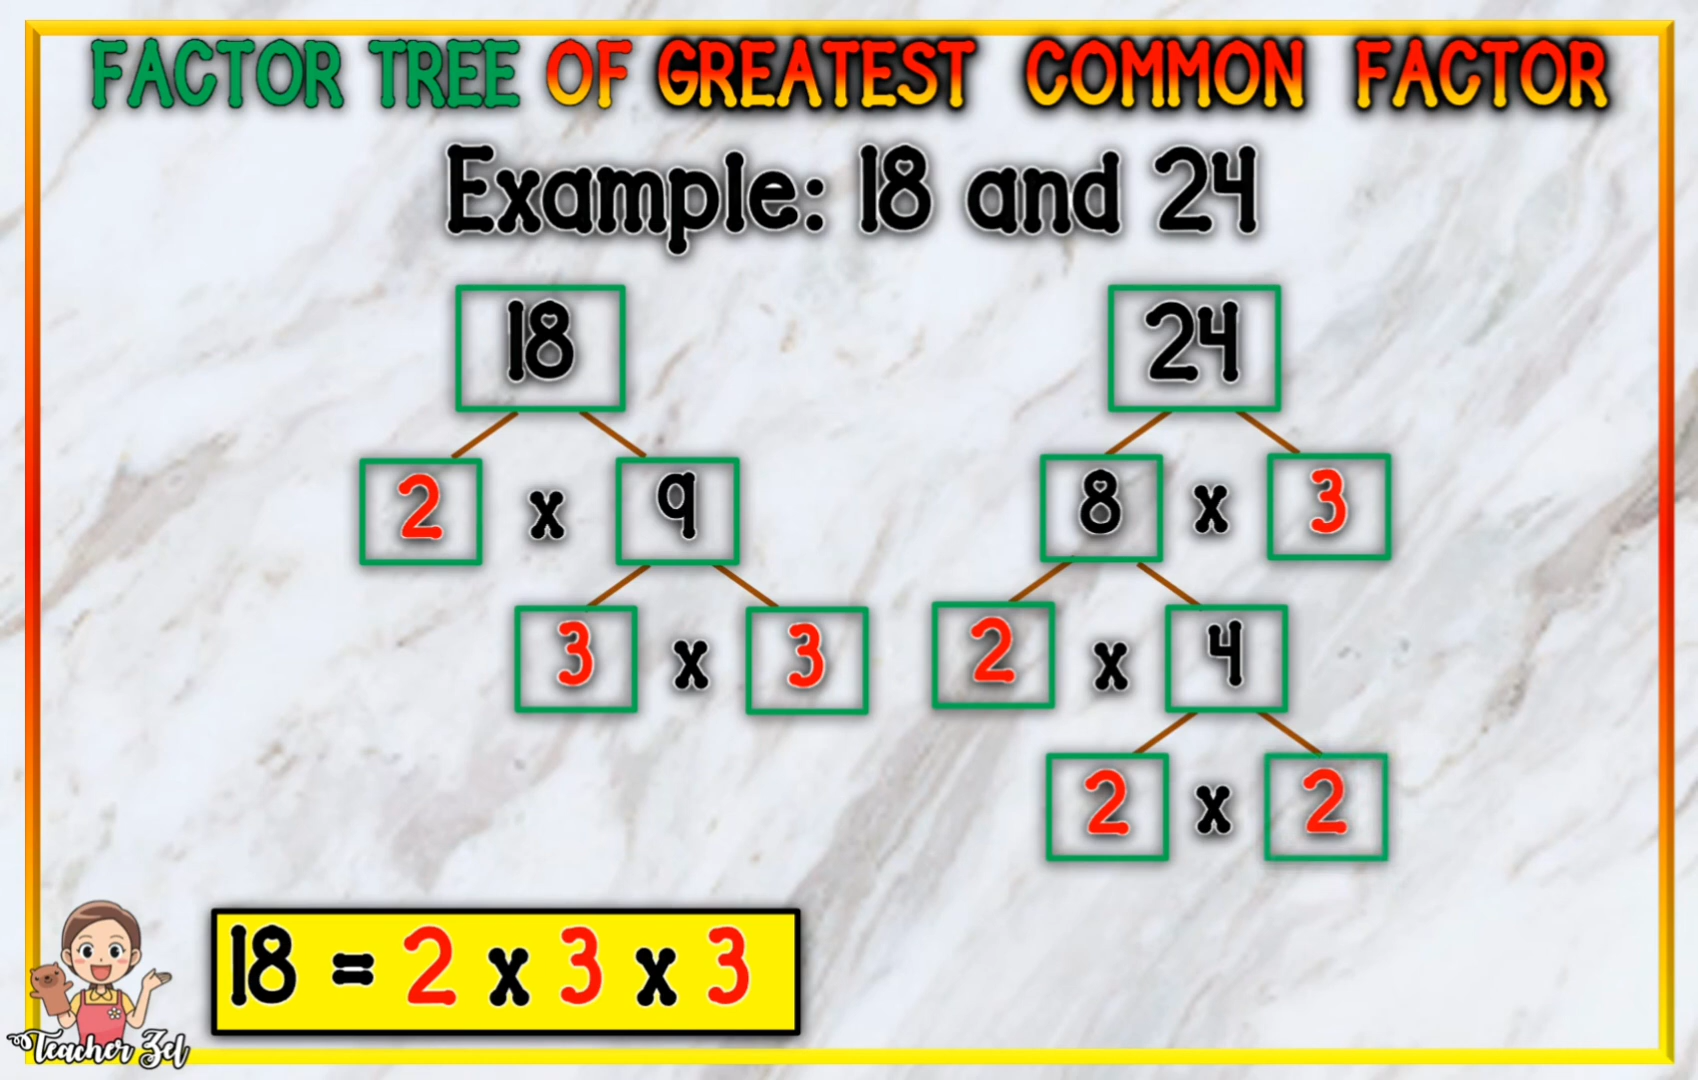 FACTOR TREE OF GREATEST COMMON FACTOR
Example: 18 and 24
18
24
2 x 9
8 x 3
3 x 3
2 x 4
2 x 2
18 = 2 x 3 x 3
Teacher Zel